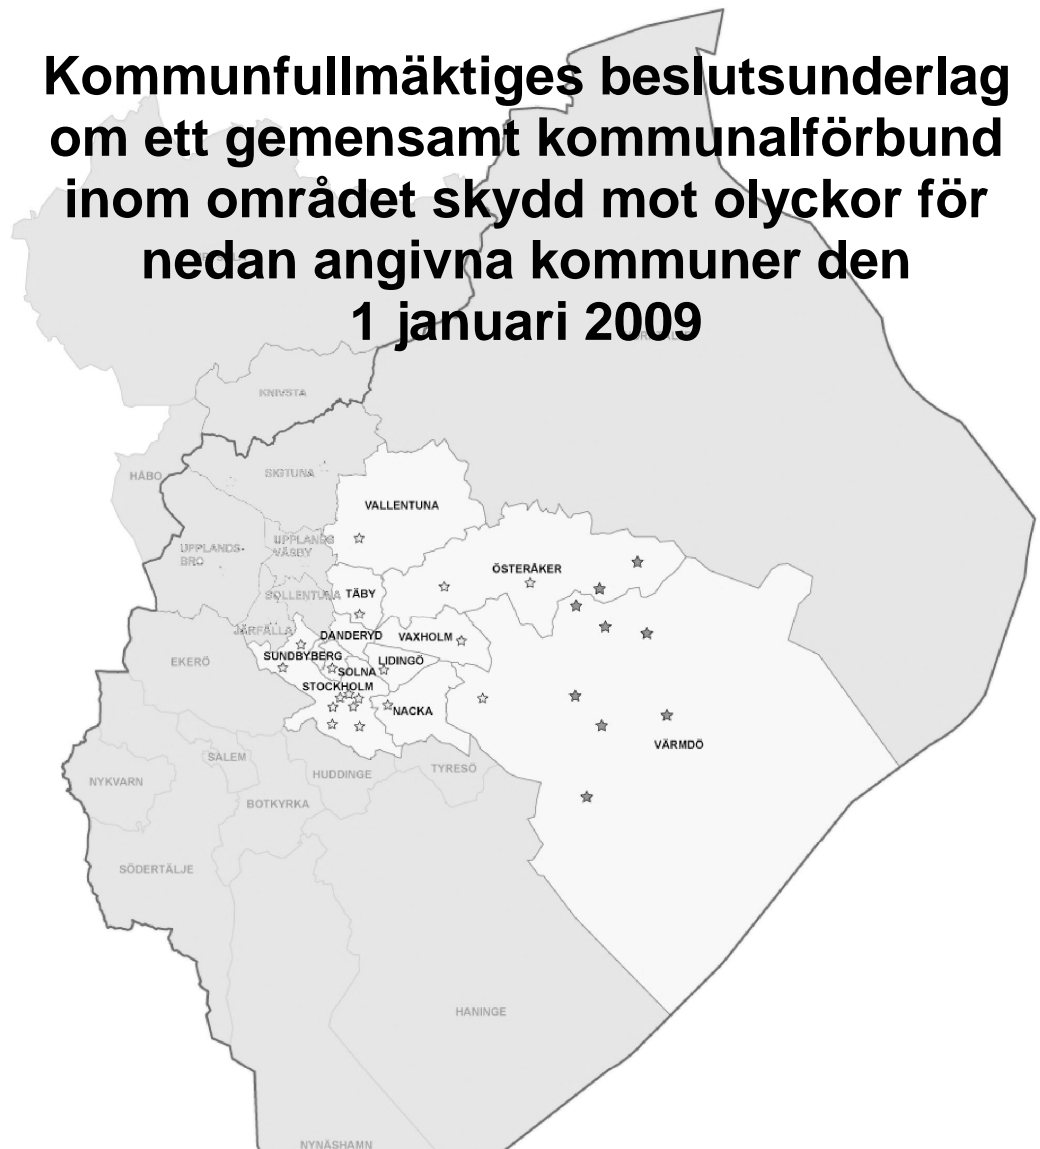 Kommunfullmäktiges beslutsunderlag
om ett gemensamt kommunalförbund
inom området skydd mot olyckor för
nedan angivna kommuner den
1 januari 2009
KNIVSTA
HÅBO
VALLENTUNA
UPPLANDS-
BRO
UPPLANDS
VÄSBY
ÖSTERÅKER
SOLLENTUNA
TÄBY
JÄRFÄLLA
DANDERYD
VAXHOLM
SUNDBYBERG
EKERÖ
LIDINGÖ
SOLNA
STOCKHOLM
NACKA
VÄRMDÖ
SALEM
HUDDINGE
TYRESÖ
NYKVARN
BOTKYRKA
SÖDERTÄLJE
HANINGE
NYNÄSHAMN